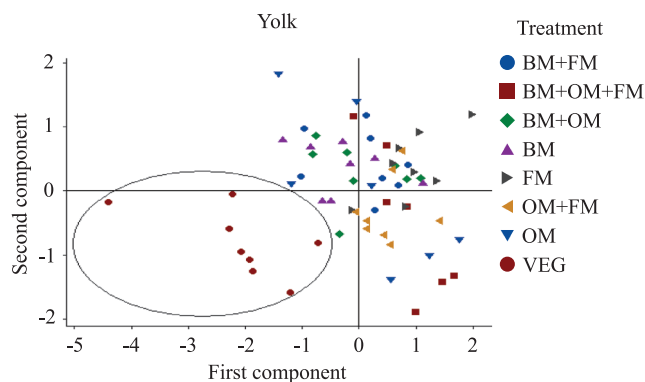 Yolk
Treatment
BM+FM
BM+OM+FM
BM+OM
BM
FM
OM+FM
OM
VEG
Second component
2
1
0
-1
-2
-5
-4
-3
-2
-1
0
1
2
First component